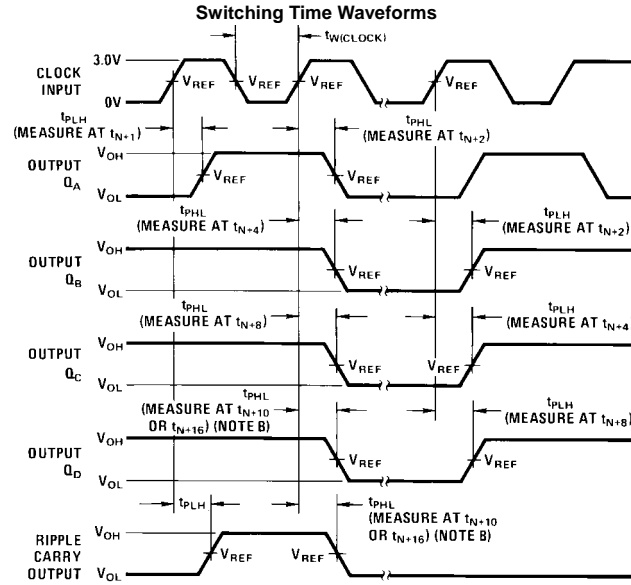 Switching Time Waveforms
tW(CLOCK)
3.0V
CLOCK
INPUT
VREF
VREF
VREF
VREF
0V
tPLH
(MEASURE AT tN+1)
tPHL
(MEASURE AT tN+2)
VOH
OUTPUT
QA
VREF
VREF
VOL
tPHL
(MEASURE AT tN+4)
tPLH
(MEASURE AT tN+2)
VOH
OUTPUT
QB
VREF
VREF
VOL
tPHL
(MEASURE AT tN+8)
tPLH
(MEASURE AT tN+4
VOH
OUTPUT
QC
VREF
VREF
VOL
tPHL
(MEASURE AT tN+10
OR tN+16) (NOTE B)
tPLH
(MEASURE AT tN+8)
VOH
OUTPUT
QD
VREF
VREF
VOL
tPLH
tPHL
(MEASURE AT tN+10
OR tN+16) (NOTE B)
VOH
RIPPLE
CARRY
OUTPUT
VREF
VREF
VOL